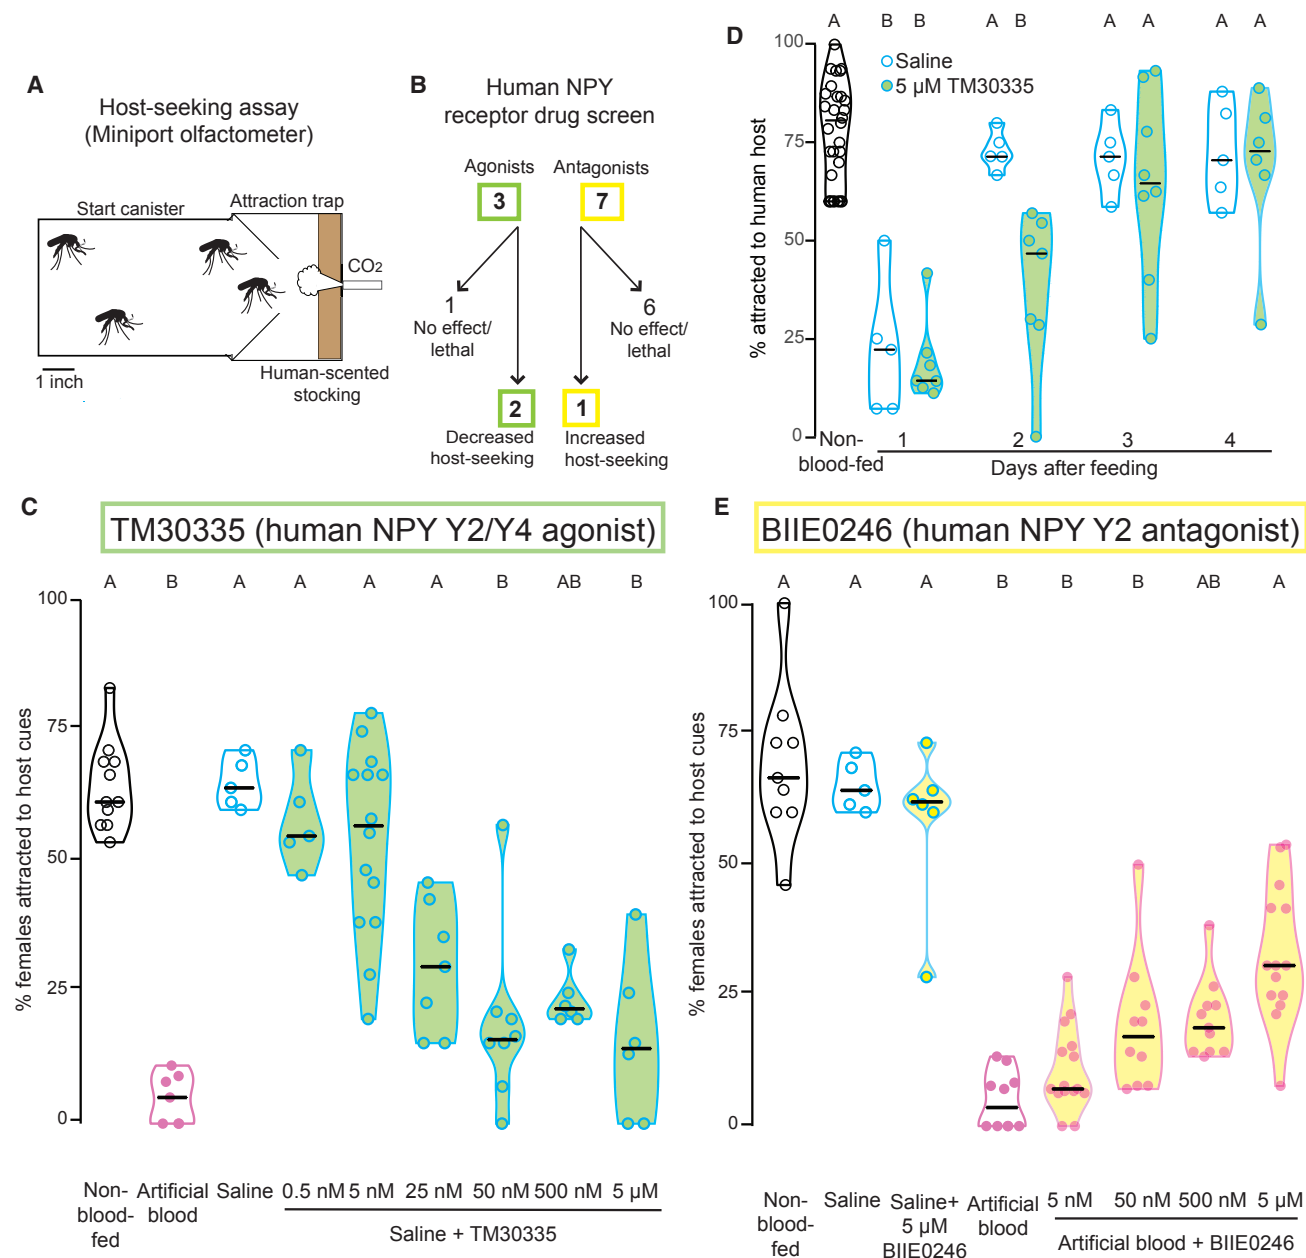 A
Host-seeking assay
(Miniport olfactometer)
Start canister
Attraction trap
CO2
1 inch
Human-scented
stocking
B
Human NPY
receptor drug screen
Agonists
Antagonists
3
7
1
No effect/
lethal
6
No effect/
lethal
2
1
Decreased
host-seeking
Increased
host-seeking
D
A B B A B A A A A
Saline
5 µM TM30335
% attracted to human host
100
75
50
25
0
Non-
blood-fed
1 2 3 4
Days after feeding
C
TM30335 (human NPY Y2/Y4 agonist)
A B A A A A B AB B
% females attracted to host cues
100
75
50
25
0
Non-
blood-
fed
Artificial
blood
Saline
0.5 nM 5 nM 25 nM 50 nM 500 nM 5 µM
Saline + TM30335
E
BIIE0246 (human NPY Y2 antagonist)
A A A B B B AB A
% females attracted to host cues
100
75
50
25
0
Non-
blood-
fed
Saline
Saline+
5 µM
BIIE0246
Artificial
blood
5 nM 50 nM 500 nM 5 µM
Artificial blood + BIIE0246